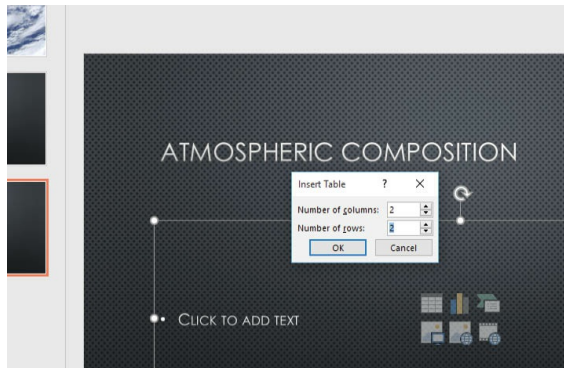 ATMOSPHERIC COMPOSITION
Insert Table ? ×
Number of columns: 2
Number of rows: 2
OK Cancel
• CLICK TO ADD TEXT